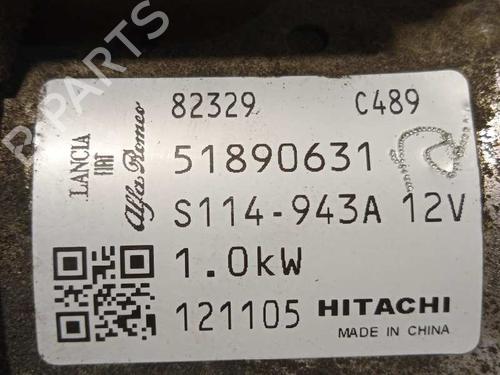 82329 C489
LANCIA
FIAT
Alfa Romeo
51890631
S114-943A 12V
1.0kW
121105 HITACHI
MADE IN CHINA
B-PARTS